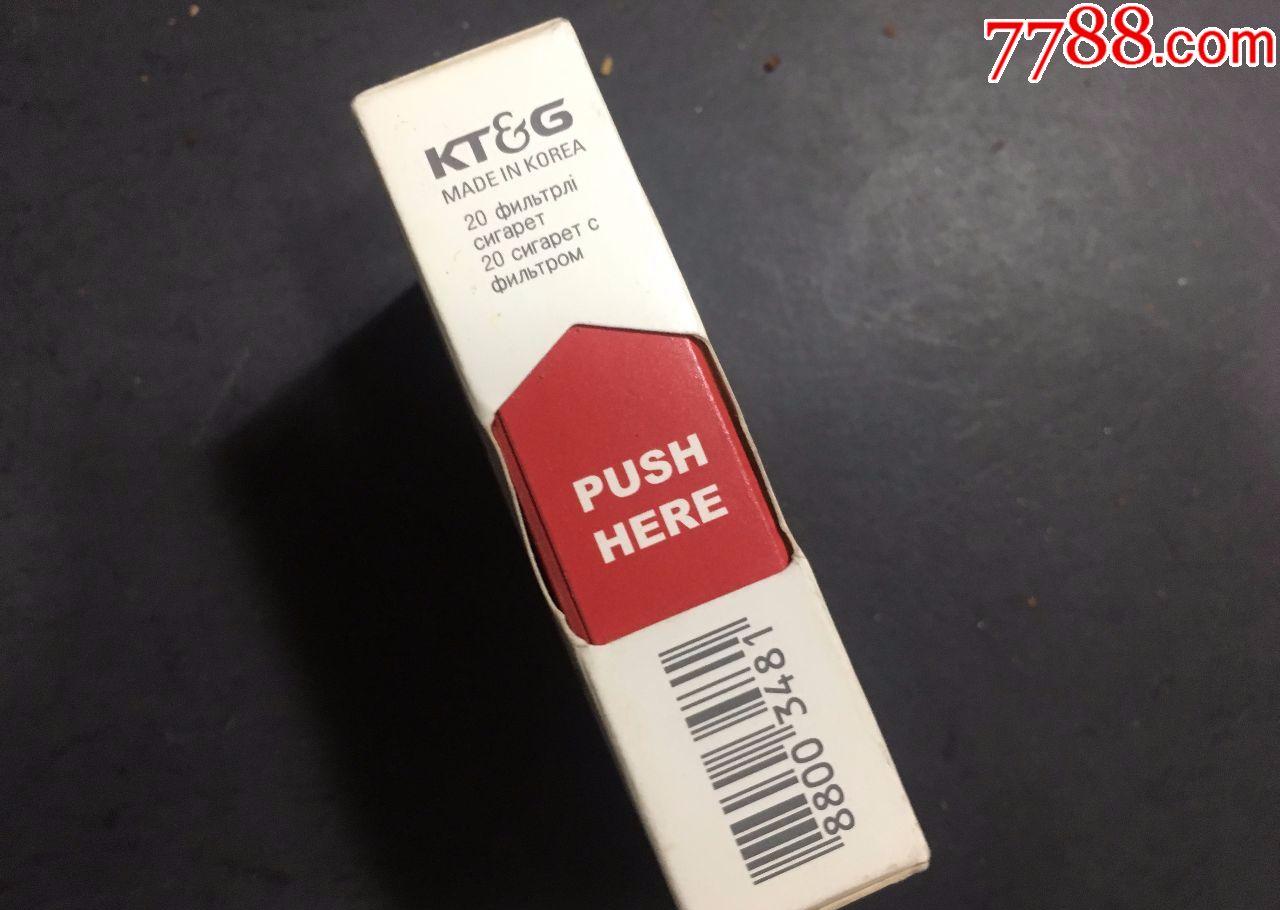 7788.com
KT&G
MADE IN KOREA
20 фильтрлі
сигарет
20 сигарет с
фильтром
PUSH
HERE
8800 3481